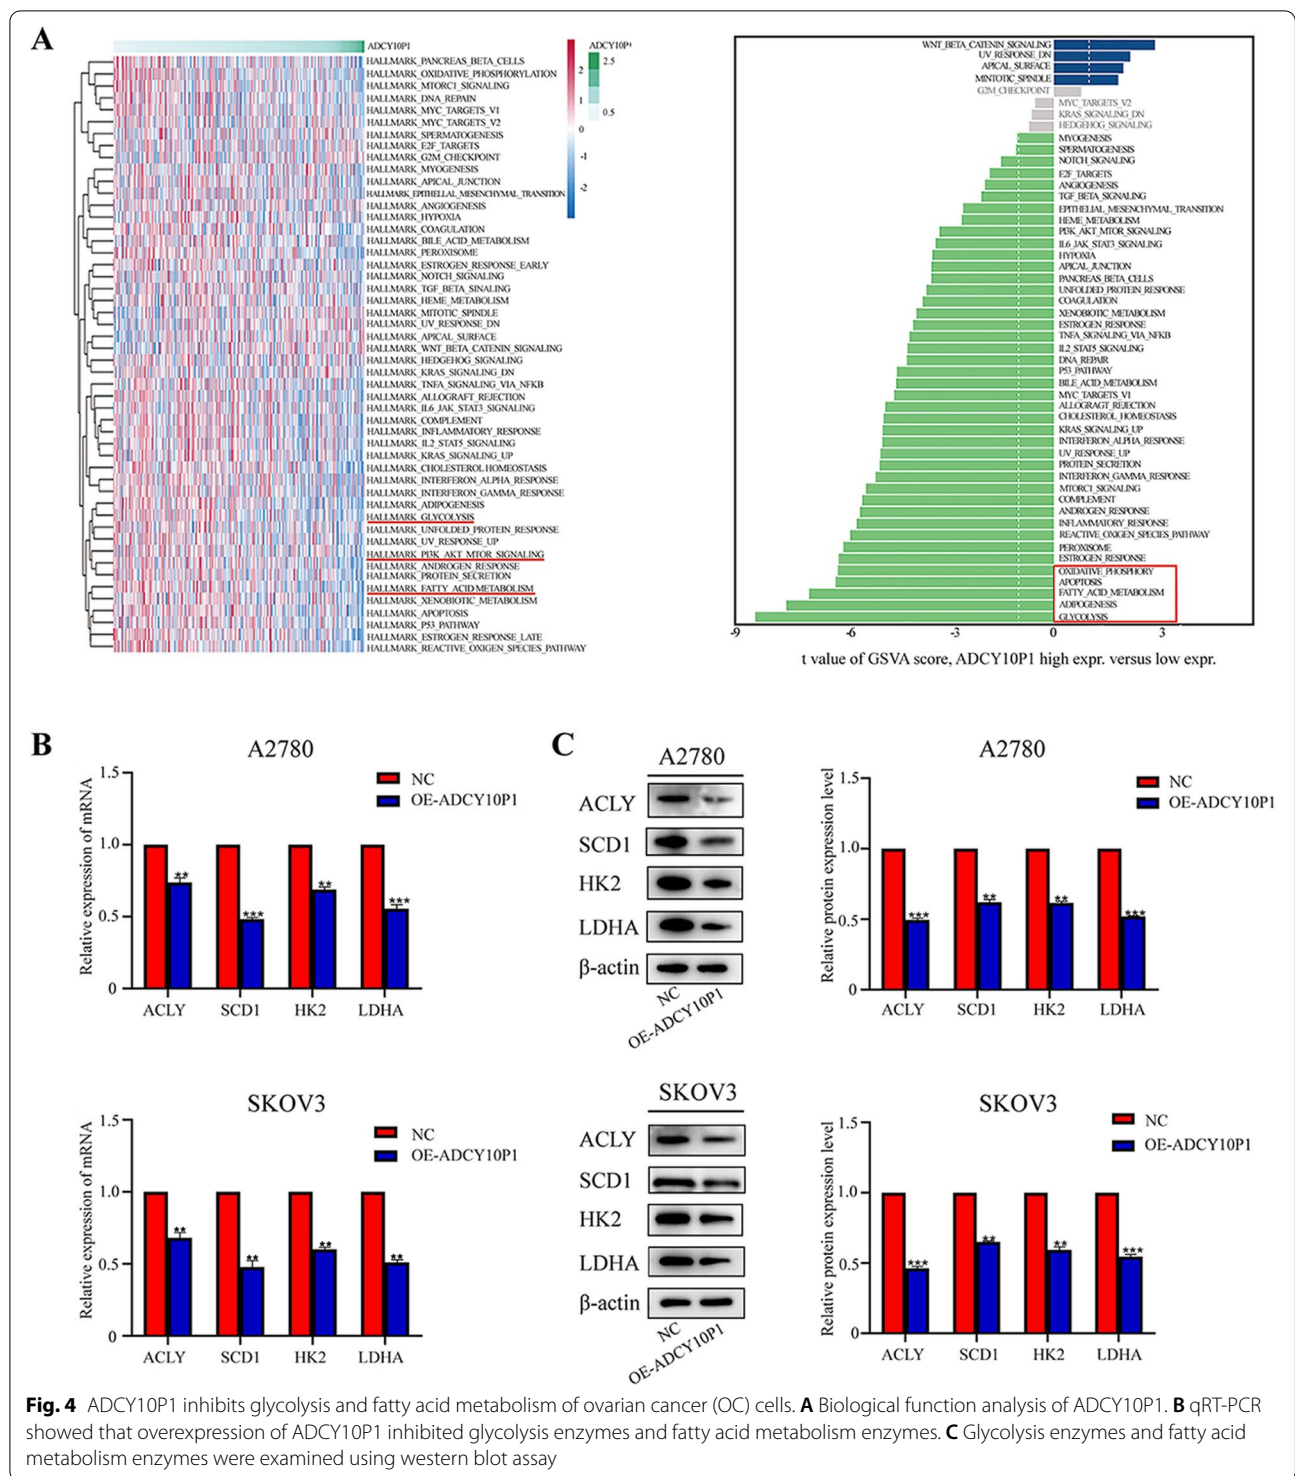 A
ADCY10P1
HALLMARK_PANCREAS_BETA_CELLS
HALLMARK_OXIDATIVE_PHOSPHORYLATION
HALLMARK_MTORC1_SIGNALING
HALLMARK_DNA_REPAIR
HALLMARK_MYC_TARGETS_V1
HALLMARK_MYC_TARGETS_V2
HALLMARK_SPERMATOGENESIS
HALLMARK_E2F_TARGETS
HALLMARK_G2M_CHECKPOINT
HALLMARK_MYOGENESIS
HALLMARK_APICAL_JUNCTION
HALLMARK_EPITHELLAL_MESENCHYMAL_TRANSITION
HALLMARK_ANGIOGENESIS
HALLMARK_HYPOXIA
HALLMARK_COAGULATION
HALLMARK_BILE_ACID_METABOLISM
HALLMARK_PEROXISOME
HALLMARK_ESTROGEN_RESPONSE_EARLY
HALLMARK_NOTCH_SIGNALING
HALLMARK_TGF_BETA_SINALING
HALLMARK_HEME_METABOLISM
HALLMARK_MITOTIC_SPINDLE
HALLMARK_UV_RESPONSE_DN
HALLMARK_APICAL_SURFACE
HALLMARK_WNT_BETA_CATENIN_SIGNALING
HALLMARK_HEDGEHOG_SIGNALING
HALLMARK_KRAS_SIGNALING_DN
HALLMARK_TNFA_SIGNALING_VIA_NFKB
HALLMARK_ALLOGRAFT_REJECTION
HALLMARK_IL6_JAK_STAT3_SIGNALING
HALLMARK_COMPLEMENT
HALLMARK_INFLAMMATORY_RESPONSE
HALLMARK_IL2_STAT5_SIGNALING
HALLMARK_KRAS_SIGNALING_UP
HALLMARK_CHOLESTEROL HOMEOSTASIS
HALLMARK_INTERFERON_ALPHA_RESPONSE
HALLMARK_INTERFERON_GAMMA_RESPONSE
HALLMARK_ADIPOGENESIS
HALLMARK_GLYCOLYSIS
HALLMARK_UNFOLDED_PROTEIN_RESPONSE
HALLMARK_UV_RESPONSE_UP
HALLMARK_PI3K_AKT_MTOR_SIGNALING
HALLMARK_ANDROGEN_RESPONSE
HALLMARK_PROTEIN_SECRETION
HALLMARK_FATTY_ACID METABOLISM
HALLMARK_XENOBIOTIC_METABOLISM
HALLMARK_APOPTOSIS
HALLMARK_P53_PATHWAY
HALLMARK_ESTROGEN_RESPONSE_LATE
HALLMARK_REACTIVE_OXIGEN_SPECIES_PATHWAY
2
1
0
-1
-2
2.5
0.5
WNT_BETA_CATENIN_SIGNALING
UV_RESPONSE_DN
APICAL_SURFACE
MINTOTIC_SPINDLE
G2M_CHECKPOINT
MYC_TARGETS_V2
KRAS_SIGNALING_DN
HEDGEHOG_SIGNALING
MYOGENESIS
SPERMATOGENESIS
NOTCH_SIGNALING
E2F_TARGETS
ANGIOGENESIS
TGF_BETA_SIGNALING
EPITHELIAL_MESENCHYMAL_TRANSITION
HEME_METABOLISM
PI3K_AKT_MTOR_SIGNALING
IL6_JAK_STAT3_SIGNALING
HYPOXIA
APICAL_JUNCTION
PANCREAS_BETA_CELLS
UNFOLDED_PROTEIN_RESPONSE
COAGULATION
XENOBIOTIC_METABOLISM
ESTROGEN_RESPONSE
TNFA_SIGNALING_VIA_NFKB
IL2_STAT5_SIGNALING
DNA_REPAIR
P53_PATHWAY
BILE_ACID_METABOLISM
MYC_TARGETS_V1
ALLOGRAGT_REJECTION
CHOLESTEROL_HOMEOSTASIS
KRAS_SIGNALING_UP
INTERFERON_ALPHA_RESPONSE
UV_RESPONSE_UP
PROTEIN_SECRETION
INTERFERON_GAMMA_RESPONSE
MTORC1_SIGNALING
COMPLEMENT
ANDROGEN_RESPONSE
INFLAMMATORY_RESPONSE
REACTIVE_OXIGEN_SPECIES_PATHWAY
PEROXISOME
ESTROGEN_RESPONSE
OXIDATIVE_PHOSPHORY
APOPTOSIS
FATTY_ACID_METABOLISM
ADIPOGENESIS
GLYCOLYSIS
-9 -6 -3 0 3
t value of GSVA score, ADCY10P1 high expr. versus low expr.
B
A2780
Relative expression of mRNA
1.5
1.0
0.5
0
NC
OE-ADCY10P1
** *** ** ***
ACLY SCD1 HK2 LDHA
SKOV3
Relative expression of mRNA
1.5
1.0
0.5
0
NC
OE-ADCY10P1
** ** ** **
ACLY SCD1 HK2 LDHA
C
A2780
ACLY
SCD1
HK2
LDHA
β-actin
NC
OE-ADCY10P1
A2780
Relative protein expression level
1.5
1.0
0.5
0
NC
OE-ADCY10P1
*** ** ** ***
ACLY SCD1 HK2 LDHA
SKOV3
ACLY
SCD1
HK2
LDHA
β-actin
NC
OE-ADCY10P1
SKOV3
Relative protein expression level
1.5
1.0
0.5
0
NC
OE-ADCY10P1
*** ** ** ***
ACLY SCD1 HK2 LDHA
Fig. 4 ADCY10P1 inhibits glycolysis and fatty acid metabolism of ovarian cancer (OC) cells. A Biological function analysis of ADCY10P1. B qRT-PCR
showed that overexpression of ADCY10P1 inhibited glycolysis enzymes and fatty acid metabolism enzymes. C Glycolysis enzymes and fatty acid
metabolism enzymes were examined using western blot assay